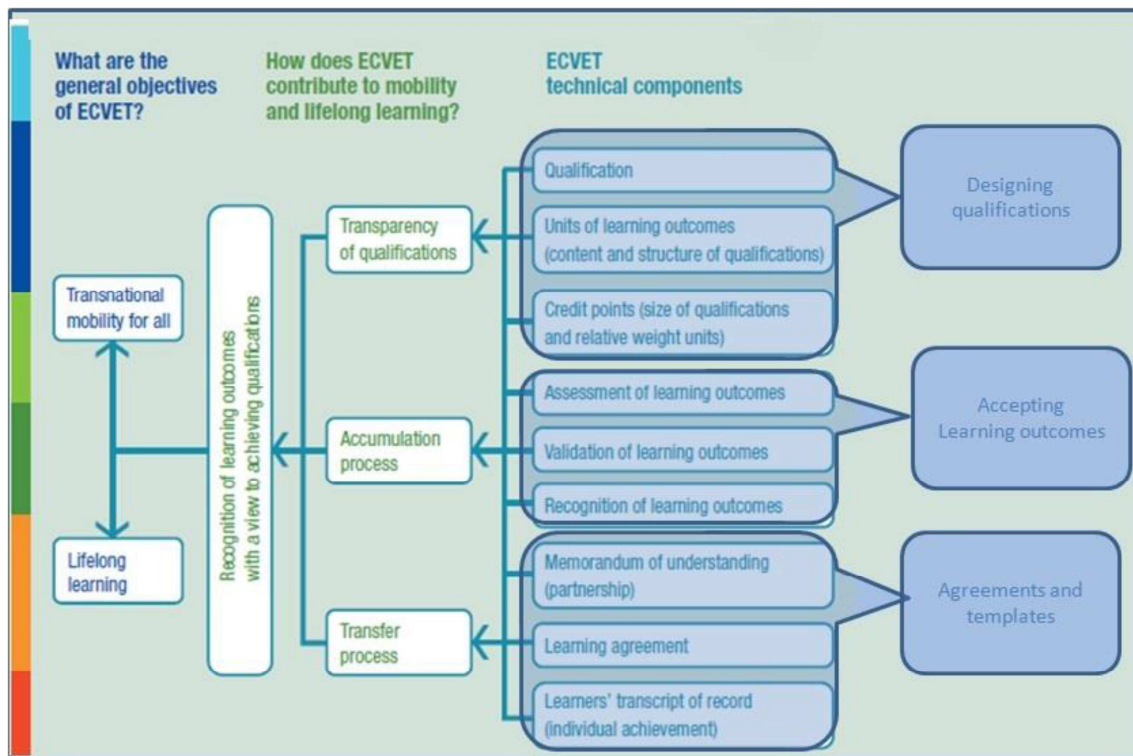 What are the
general objectives
of ECVET?
How does ECVET
contribute to mobility
and lifelong learning?
ECVET
technical components
Transnational
mobility for all
Lifelong
learning
Recognition of learning outcomes
with a view to achieving qualifications
Transparency
of qualifications
Accumulation
process
Transfer
process
Qualification
Units of learning outcomes
(content and structure of qualifications)
Credit points (size of qualifications
and relative weight units)
Assessment of learning outcomes
Validation of learning outcomes
Recognition of learning outcomes
Memorandum of understanding
(partnership)
Learning agreement
Learners' transcript of record
(individual achievement)
Designing
qualifications
Accepting
Learning outcomes
Agreements and
templates